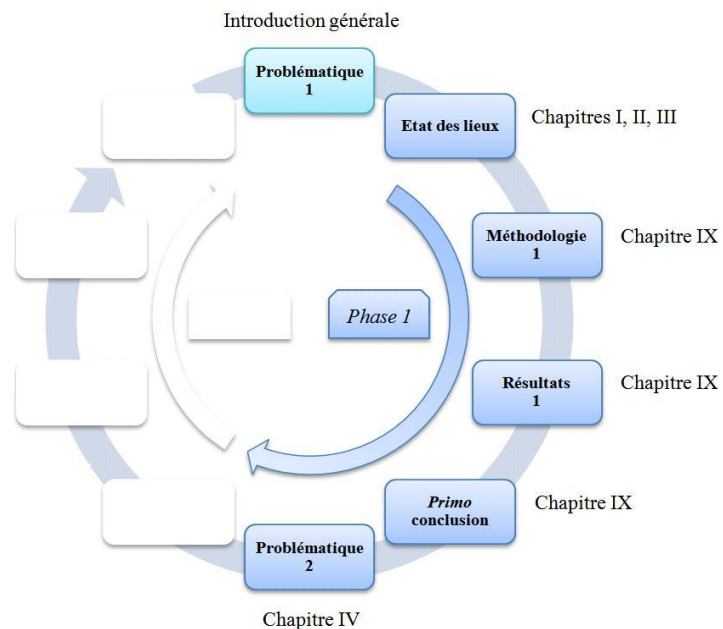 Introduction générale
Problématique
1
Etat des lieux
Chapitres I, II, III
Méthodologie
1
Chapitre IX
Phase 1
Résultats
1
Chapitre IX
Primo
conclusion
Chapitre IX
Problématique
2
Chapitre IV